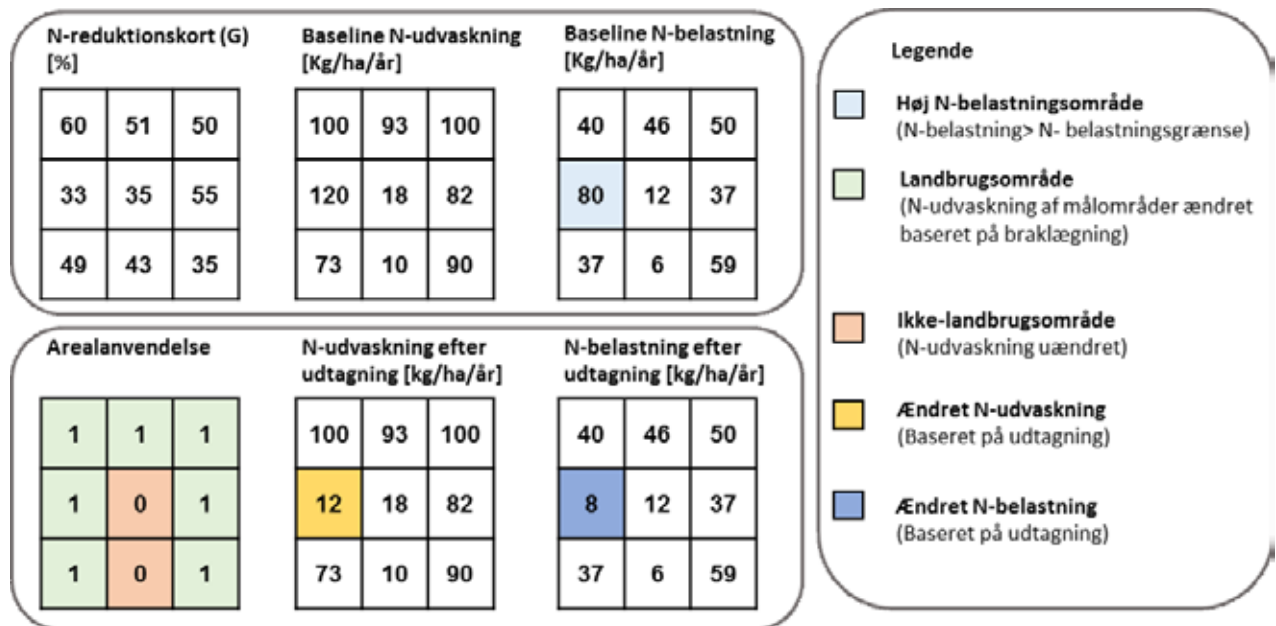 N-reduktionskort (G)
[%]
60 51 50
33 35 55
49 43 35
Baseline N-udvaskning
[Kg/ha/år]
100 93 100
120 18 82
73 10 90
Baseline N-belastning
[Kg/ha/år]
40 46 50
80 12 37
37 6 59
Arealanvendelse
1 1 1
1 0 1
1 0 1
N-udvaskning efter
udtagning [kg/ha/år]
100 93 100
12 18 82
73 10 90
N-belastning efter
udtagning [kg/ha/år]
40 46 50
8 12 37
37 6 59
Legende
Høj N-belastningsområde
(N-belastning> N- belastningsgrænse)
Landbrugsområde
(N-udvaskning af målområder ændret
baseret på braklægning)
Ikke-landbrugsområde
(N-udvaskning uændret)
Ændret N-udvaskning
(Baseret på udtagning)
Ændret N-belastning
(Baseret på udtagning)